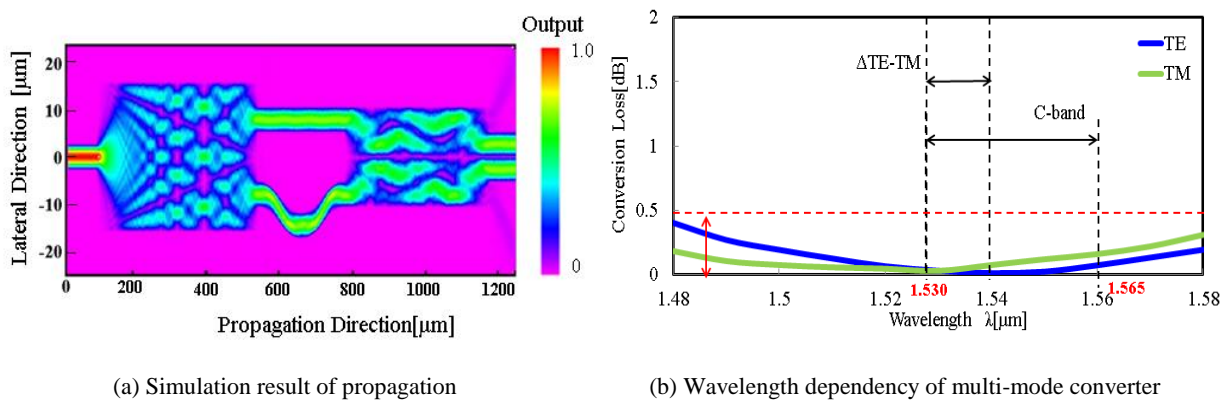 Output
1.0
0
Lateral Direction [μm]
20
10
0
-10
-20
0
200
400
600
800
1000
1200
Propagation Direction[μm]
(a) Simulation result of propagation
2
1.5
1
0.5
0
Conversion Loss[dB]
TE
TM
ΔTE-TM
C-band
1.530
1.565
1.48
1.5
1.52
1.54
1.56
1.58
Wavelength λ[μm]
(b) Wavelength dependency of multi-mode converter